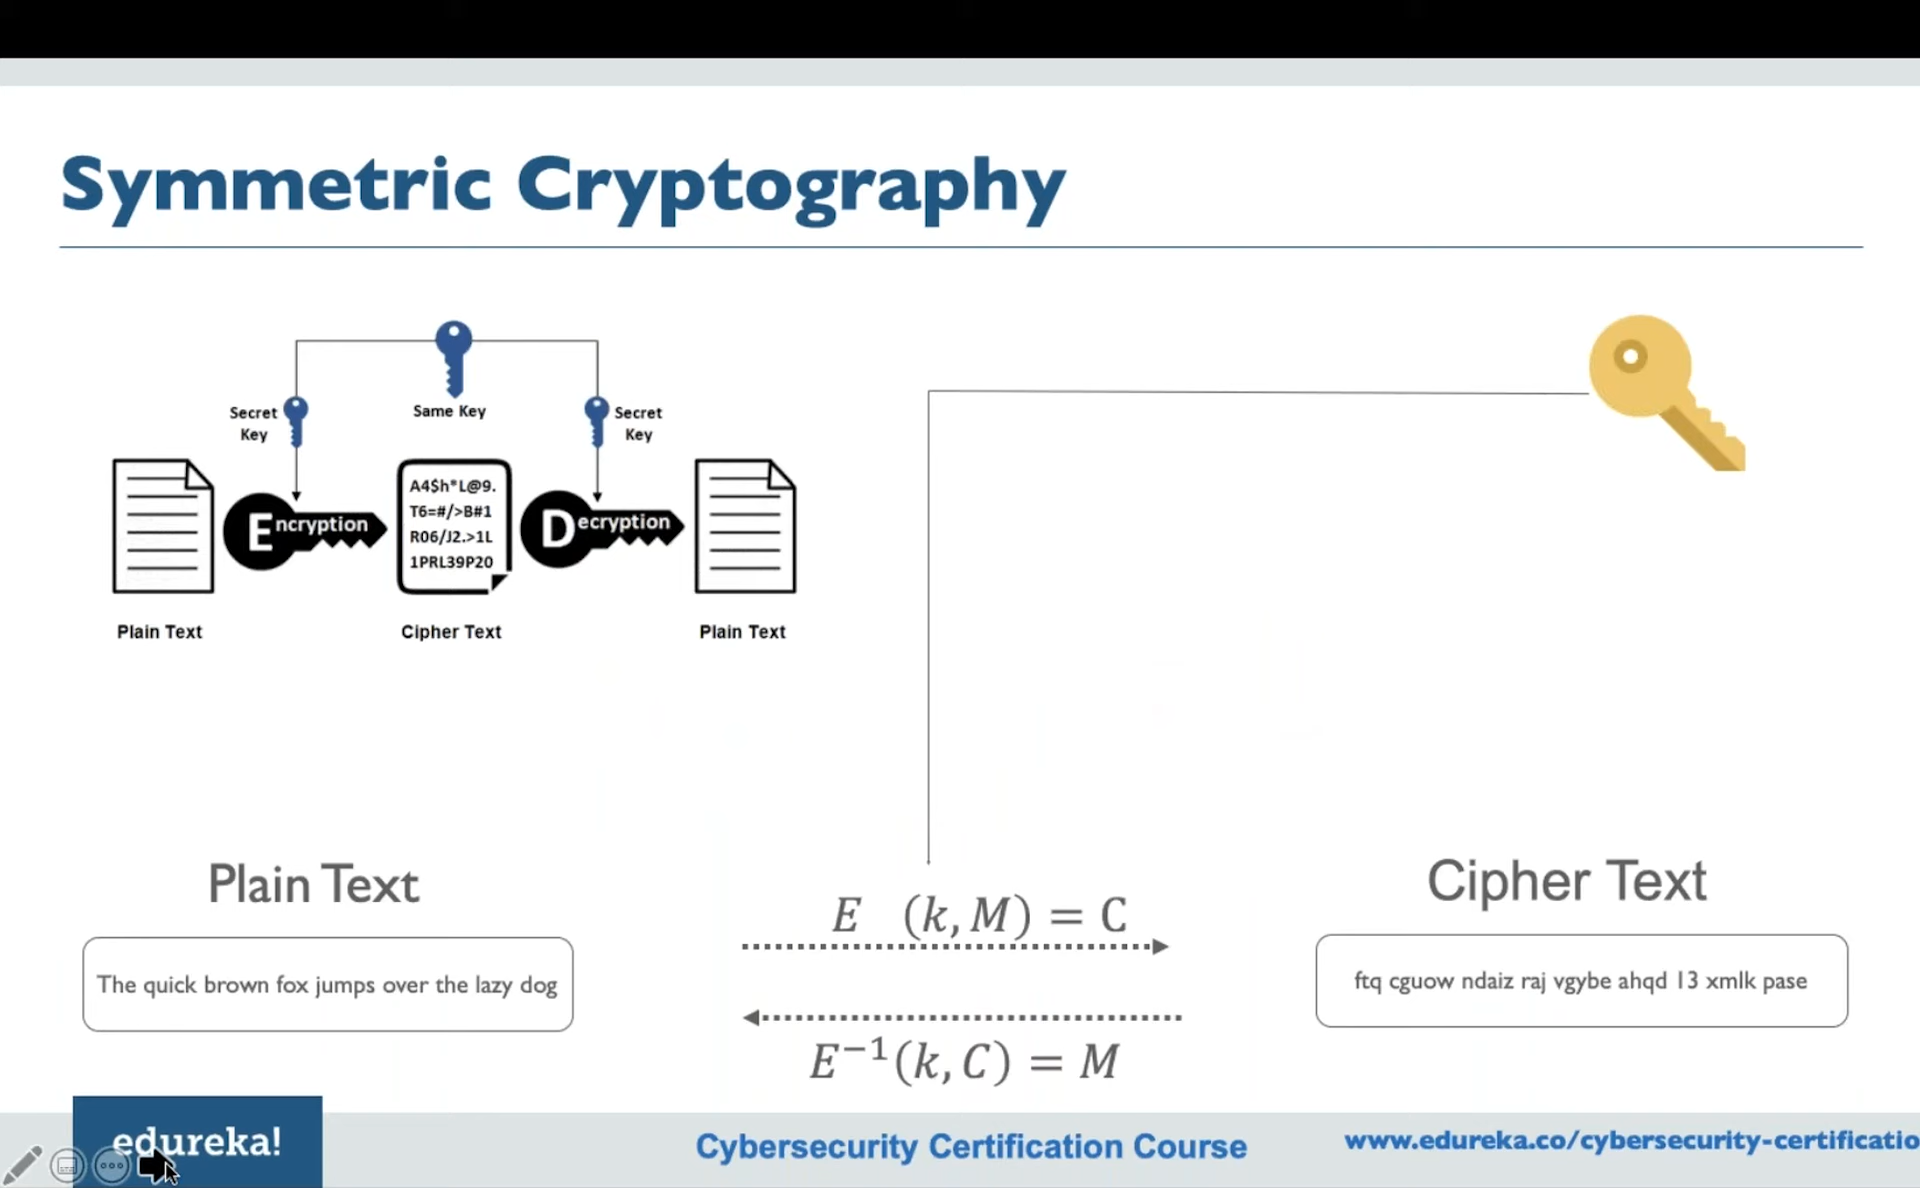 Symmetric Cryptography
Secret
Key
Same Key
Secret
Key
Encryption
A4$h*L@9.
T6=#/>B#1
R06/J2.>1L
1PRL39P20
Decryption
Plain Text
Cipher Text
Plain Text
Plain Text
The quick brown fox jumps over the lazy dog
E (k, M) = C
E⁻¹(k, C) = M
Cipher Text
ftq cguow ndaiz raj vgybe ahqd 13 xmlk pase
edureka!
Cybersecurity Certification Course
www.edureka.co/cybersecurity-certificatio